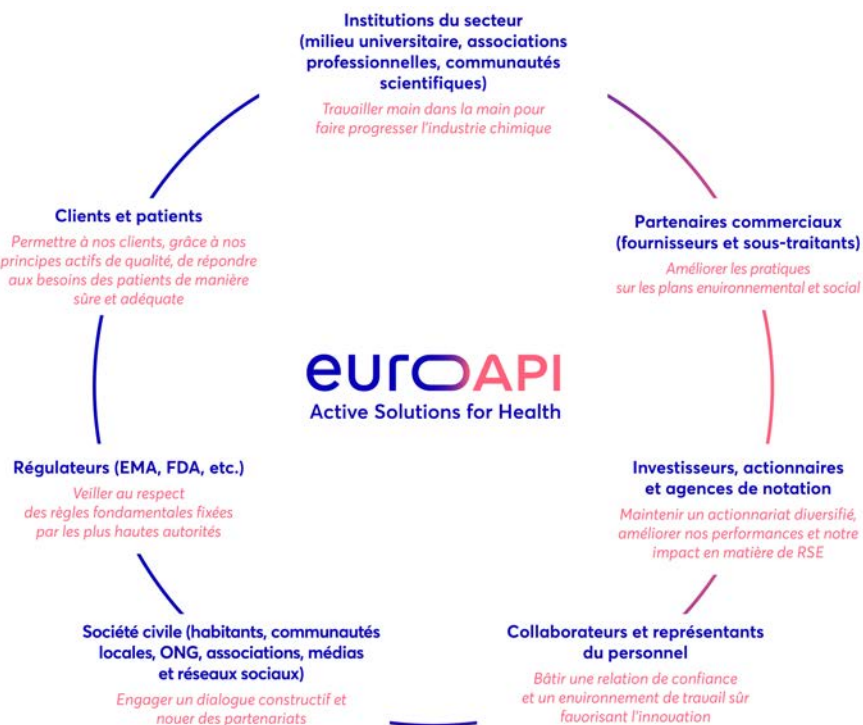 Institutions du secteur
(milieu universitaire, associations
professionnelles, communautés
scientifiques)
Travailler main dans la main pour
faire progresser l'industrie chimique
Clients et patients
Permettre à nos clients, grâce à nos
principes actifs de qualité, de répondre
aux besoins des patients de manière
sûre et adéquate
Partenaires commerciaux
(fournisseurs et sous-traitants)
Améliorer les pratiques
sur les plans environnemental et social
euroAPI
Active Solutions for Health
Régulateurs (EMA, FDA, etc.)
Veiller au respect
des règles fondamentales fixées
par les plus hautes autorités
Investisseurs, actionnaires
et agences de notation
Maintenir un actionnariat diversifié,
améliorer nos performances et notre
impact en matière de RSE
Société civile (habitants, communautés
locales, ONG, associations, médias
et réseaux sociaux)
Engager un dialogue constructif et
nouer des partenariats
Collaborateurs et représentants
du personnel
Bâtir une relation de confiance
et un environnement de travail sûr
favorisant l'innovation